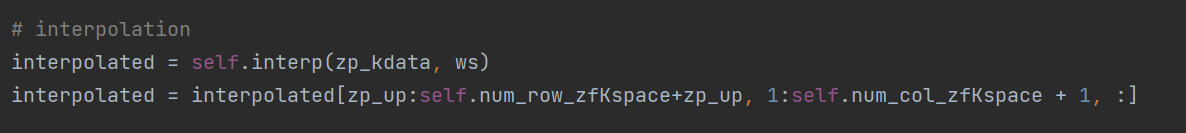 # interpolation
interpolated = self.interp(zp_kdata, ws)
interpolated = interpolated[zp_up:self.num_row_zfKspace+zp_up, 1:self.num_col_zfKspace + 1, :]